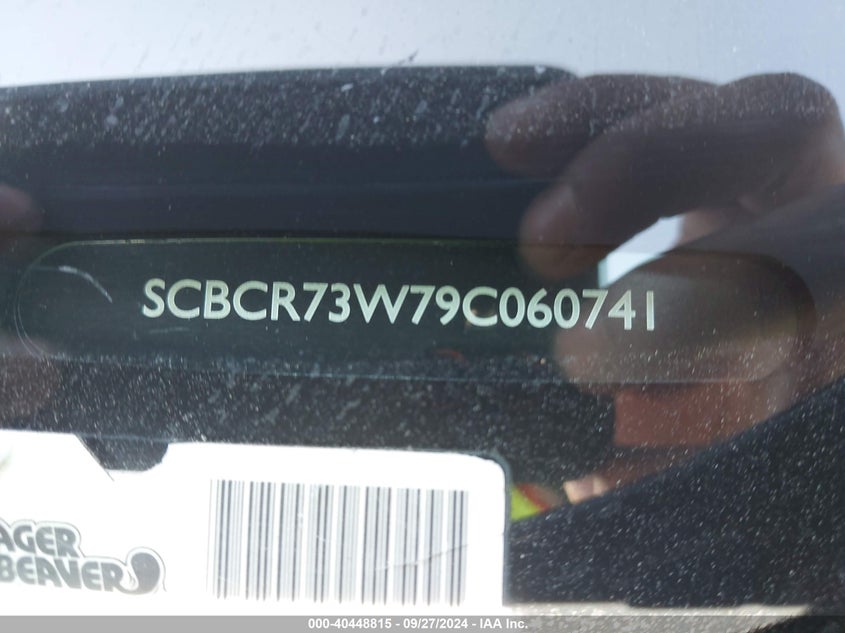 SCBCR73W79C060741
AGER
BEAVER
000-40448815 - 09/27/2024 - IAA Inc.